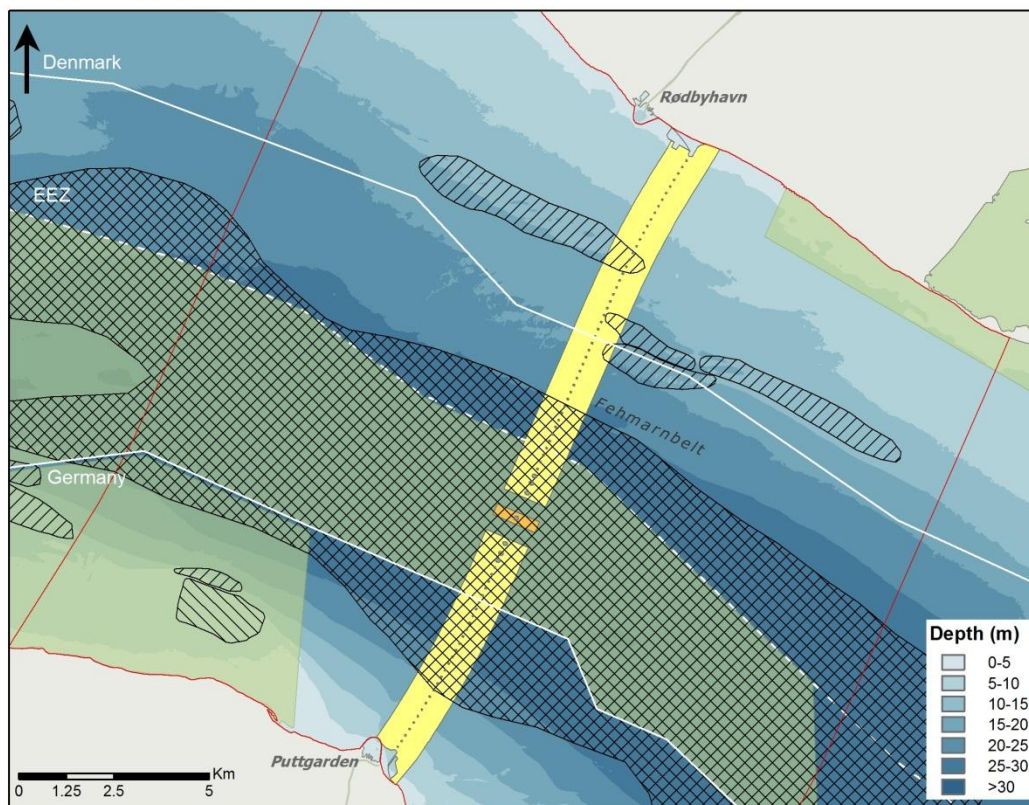 Denmark
Rødbyhavn
EEZ
Fehmarnbelt
Germany
Puttgarden
Km
0 1.25 2.5 5
Depth (m)
0-5
5-10
10-15
15-20
20-25
25-30
>30